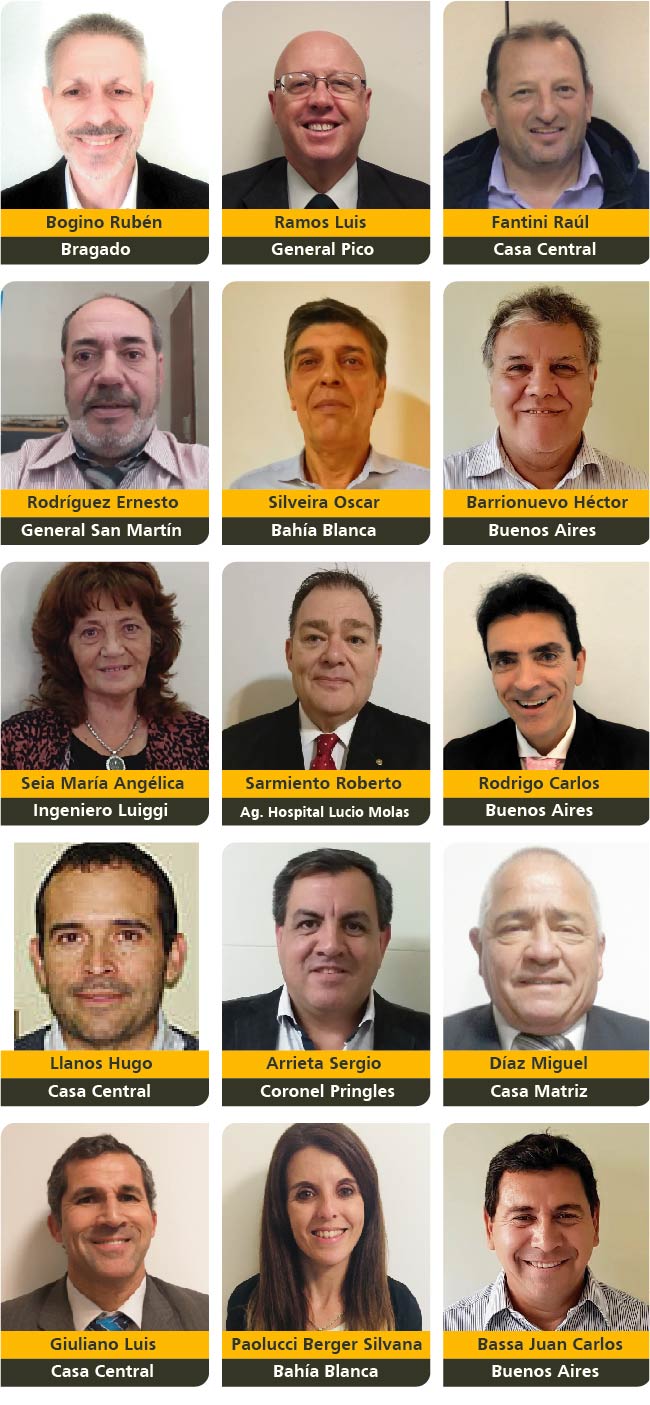 Bogino Rubén
Bragado
Ramos Luis
General Pico
Fantini Raúl
Casa Central
Rodríguez Ernesto
General San Martín
Silveira Oscar
Bahía Blanca
Barrionuevo Héctor
Buenos Aires
Seia María Angélica
Ingeniero Luiggi
Sarmiento Roberto
Ag. Hospital Lucio Molas
Rodrigo Carlos
Buenos Aires
Llanos Hugo
Casa Central
Arrieta Sergio
Coronel Pringles
Díaz Miguel
Casa Matriz
Giuliano Luis
Casa Central
Paolucci Berger Silvana
Bahía Blanca
Bassa Juan Carlos
Buenos Aires